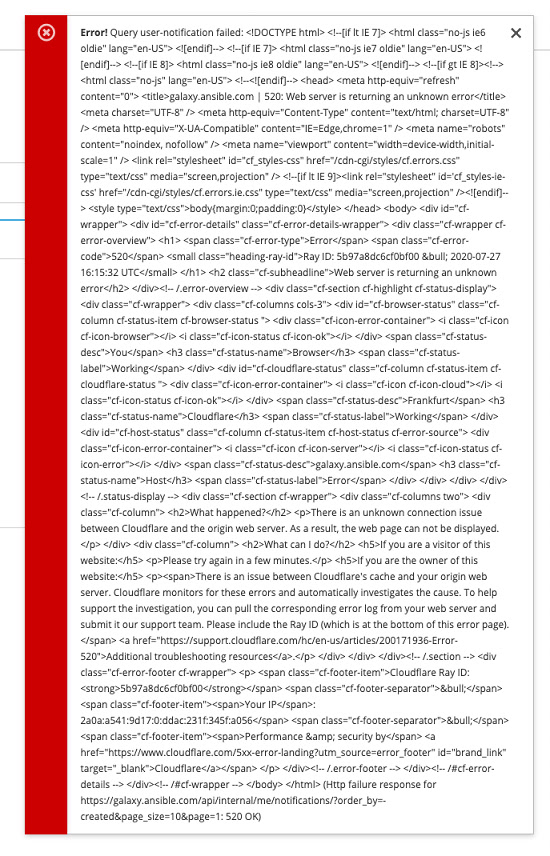 Error! Query user-notification failed: <!DOCTYPE html> <!--[if lt IE 7]> <html class="no-js ie6
oldie" lang="en-US"> <![endif]--> <!--[if IE 7]> <html class="no-js ie7 oldie" lang="en-US"> <!
[endif]--> <!--[if IE 8]> <html class="no-js ie8 oldie" lang="en-US"> <![endif]--> <!--[if gt IE 8]><!-->
<html class="no-js" lang="en-US"> <!--<![endif]--> <head> <meta http-equiv="refresh"
content="0"> <title>galaxy.ansible.com | 520: Web server is returning an unknown error</title>
<meta charset="UTF-8" /> <meta http-equiv="Content-Type" content="text/html; charset=UTF-
8" /> <meta http-equiv="X-UA-Compatible" content="IE=Edge,chrome=1" /> <meta name="robots"
content="noindex, nofollow" /> <meta name="viewport" content="width=device-width,initial-
scale=1" /> <link rel="stylesheet" id="cf_styles-css" href="/cdn-cgi/styles/cf.errors.css"
type="text/css" media="screen,projection" /> <!--[if lt IE 9]><link rel="stylesheet" id='cf_styles-ie-
css' href="/cdn-cgi/styles/cf.errors.ie.css" type="text/css" media="screen,projection" /><![endif]--
> <style type="text/css">body{margin:0;padding:0}</style> </head> <body> <div id="cf-
wrapper"> <div id="cf-error-details" class="cf-error-details-wrapper"> <div class="cf-wrapper cf-
error-overview"> <h1> <span class="cf-error-type">Error</span> <span class="cf-error-
code">520</span> <small class="heading-ray-id">Ray ID: 5b97a8dc6cf0bf00 &bull; 2020-07-27
16:15:32 UTC</small> </h1> <h2 class="cf-subheadline">Web server is returning an unknown
error</h2> </div><!-- /.error-overview --> <div class="cf-section cf-highlight cf-status-display">
<div class="cf-wrapper"> <div class="cf-columns cols-3"> <div id="cf-browser-status" class="cf-
column cf-status-item cf-browser-status "> <div class="cf-icon-error-container"> <i class="cf-icon
cf-icon-browser"></i> <i class="cf-icon-status cf-icon-ok"></i> </div> <span class="cf-status-
desc">You</span> <h3 class="cf-status-name">Browser</h3> <span class="cf-status-
label">Working</span> </div> <div id="cf-cloudflare-status" class="cf-column cf-status-item cf-
cloudflare-status "> <div class="cf-icon-error-container"> <i class="cf-icon cf-icon-cloud"></i> <i
class="cf-icon-status cf-icon-ok"></i> </div> <span class="cf-status-desc">Frankfurt</span> <h3
class="cf-status-name">Cloudflare</h3> <span class="cf-status-label">Working</span> </div>
<div id="cf-host-status" class="cf-column cf-status-item cf-host-status cf-error-source"> <div
class="cf-icon-error-container"> <i class="cf-icon cf-icon-server"></i> <i class="cf-icon-status cf-
icon-error"></i> </div> <span class="cf-status-desc">galaxy.ansible.com</span> <h3 class="cf-
status-name">Host</h3> <span class="cf-status-label">Error</span> </div> </div> </div> </div>
<!-- /.status-display --> <div class="cf-section cf-wrapper"> <div class="cf-columns two"> <div
class="cf-column"> <h2>What happened?</h2> <p>There is an unknown connection issue
between Cloudflare and the origin web server. As a result, the web page can not be displayed.
</p> </div> <div class="cf-column"> <h2>What can I do?</h2> <h5>If you are a visitor of this
website:</h5> <p>Please try again in a few minutes.</p> <h5>If you are the owner of this
website:</h5> <p><span>There is an issue between Cloudflare's cache and your origin web
server. Cloudflare monitors for these errors and automatically investigates the cause. To help
support the investigation, you can pull the corresponding error log from your web server and
submit it our support team. Please include the Ray ID (which is at the bottom of this error page).
</span> <a href="https://support.cloudflare.com/hc/en-us/articles/200171936-Error-
520">Additional troubleshooting resources</a>.</p> </div> </div> </div><!-- /.section --> <div
class="cf-error-footer cf-wrapper"> <p> <span class="cf-footer-item">Cloudflare Ray ID:
<strong>5b97a8dc6cf0bf00</strong></span> <span class="cf-footer-separator">&bull;</span>
<span class="cf-footer-item"><span>Your IP</span>:
2a0a:a541:9d17:0:ddac:231f:345f:a056</span> <span class="cf-footer-separator">&bull;</span>
<span class="cf-footer-item"><span>Performance &amp; security by</span> <a
href="https://www.cloudflare.com/5xx-error-landing?utm_source=error_footer" id="brand_link"
target="_blank">Cloudflare</a></span> </p> </div><!-- /.error-footer --> </div><!-- /#cf-error-
details --> </div><!-- /#cf-wrapper --> </body> </html> (Http failure response for
https://galaxy.ansible.com/api/internal/me/notifications/?order_by=-
created&page_size=10&page=1: 520 OK)